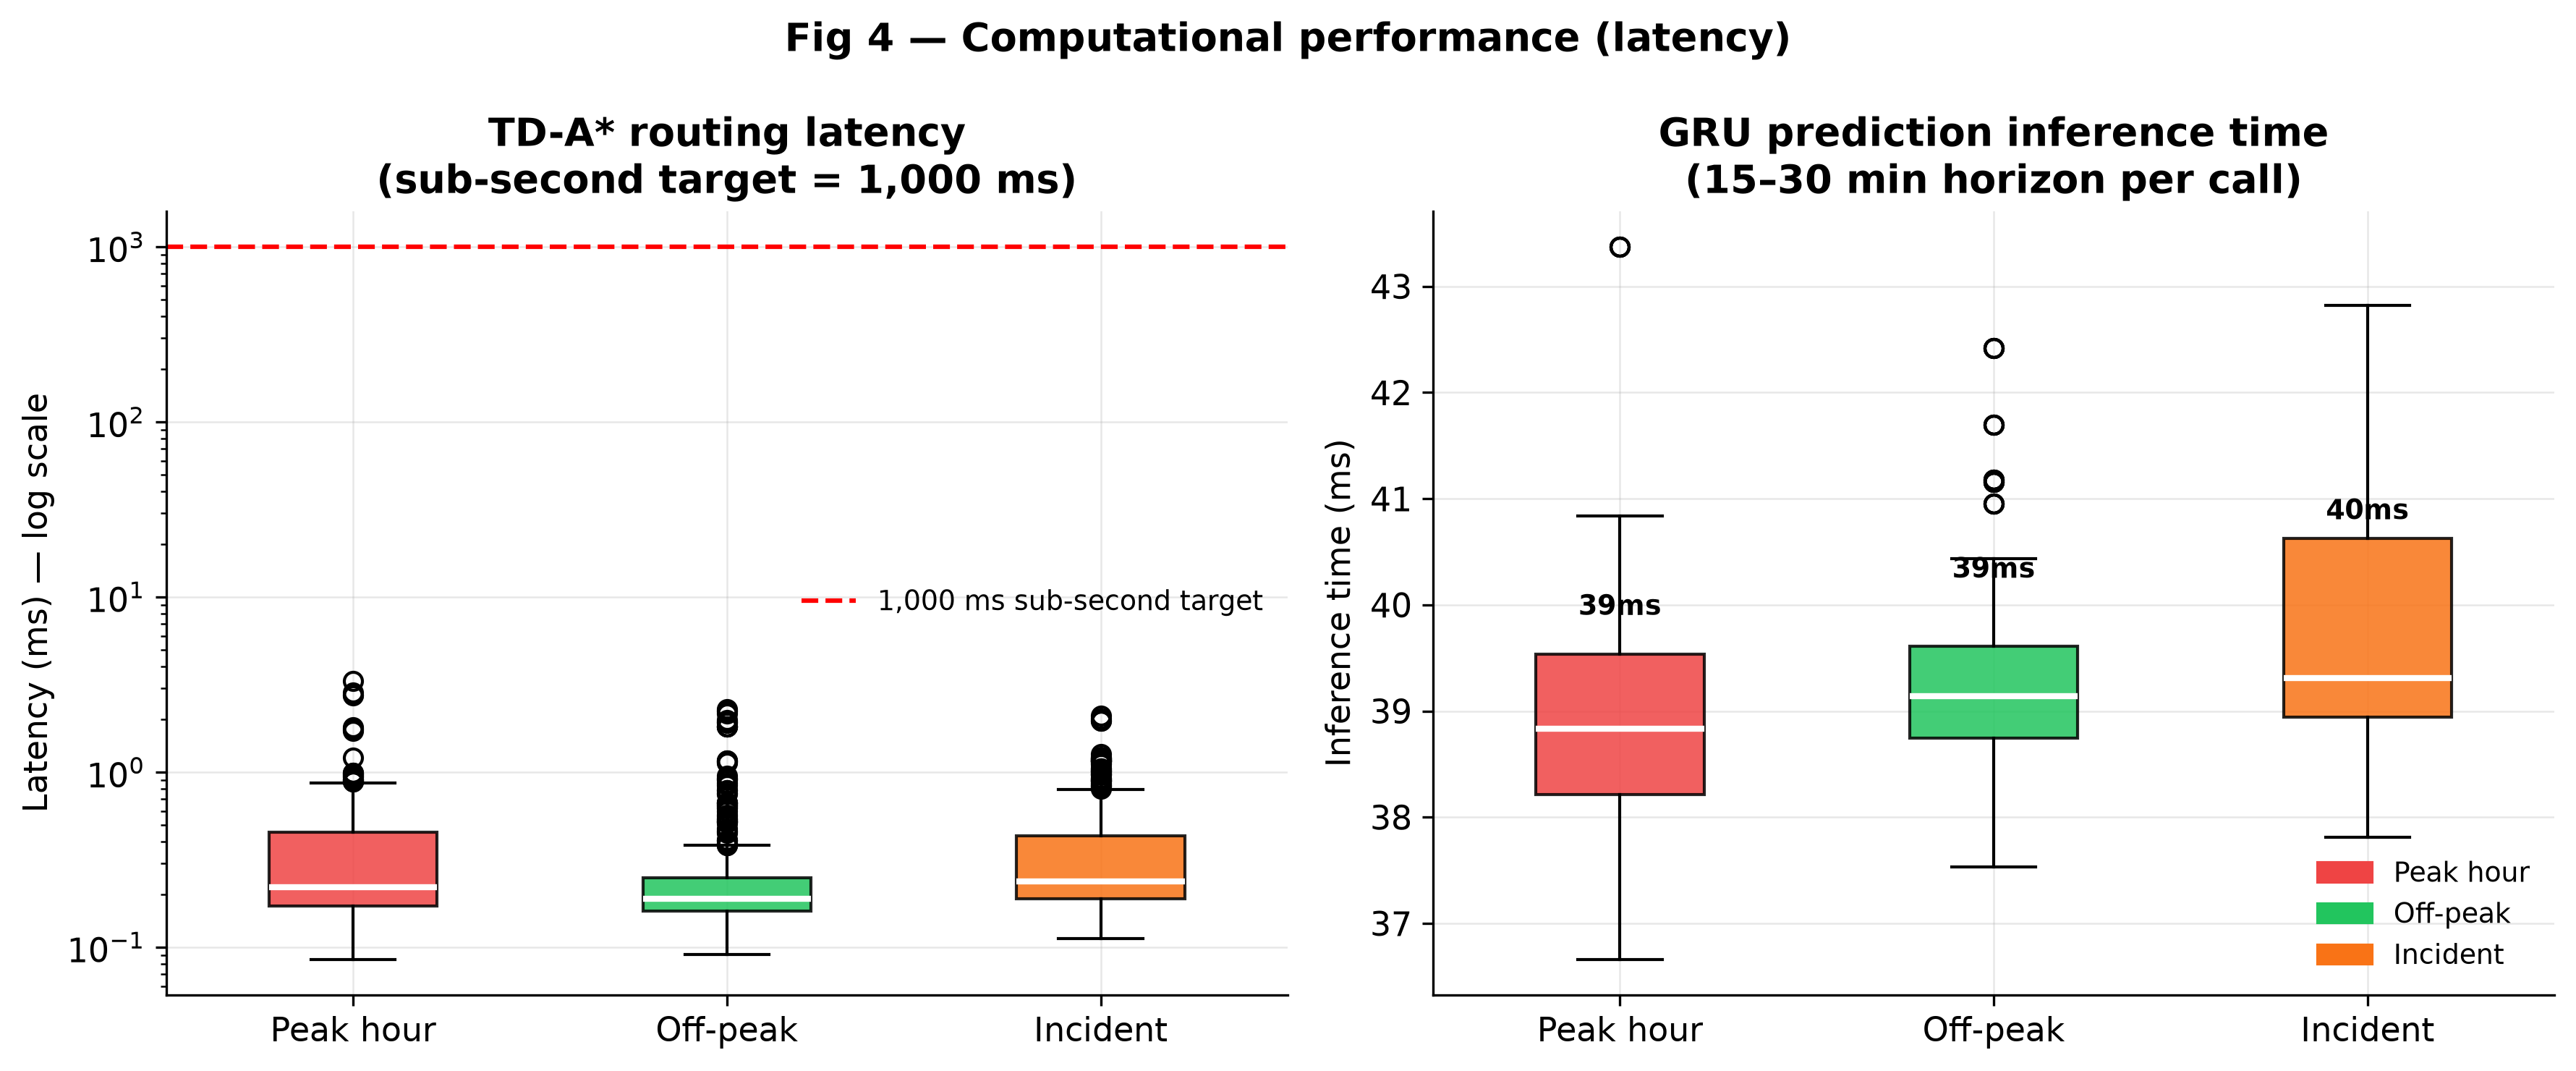 Fig 4 — Computational performance (latency)
TD-A* routing latency
(sub-second target = 1,000 ms)
Latency (ms) — log scale
10³
10²
10¹
10⁰
10⁻¹
1,000 ms sub-second target
Peak hour
Off-peak
Incident
GRU prediction inference time
(15–30 min horizon per call)
Inference time (ms)
43
42
41
40
39
38
37
39ms
39ms
40ms
Peak hour
Off-peak
Incident
Peak hour
Off-peak
Incident